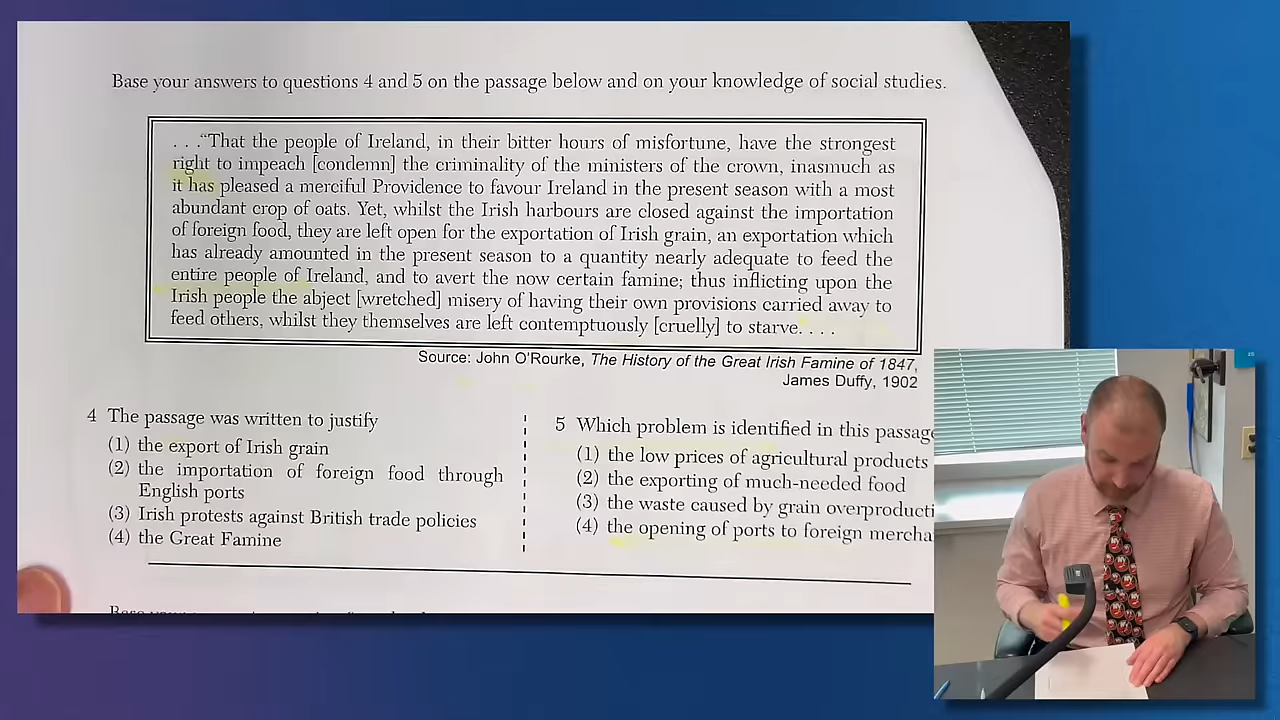 Base your answers to questions 4 and 5 on the passage below and on your knowledge of social studies.
. . .“That the people of Ireland, in their bitter hours of misfortune, have the strongest
right to impeach [condemn] the criminality of the ministers of the crown, inasmuch as
it has pleased a merciful Providence to favour Ireland in the present season with a most
abundant crop of oats. Yet, whilst the Irish harbours are closed against the importation
of foreign food, they are left open for the exportation of Irish grain, an exportation which
has already amounted in the present season to a quantity nearly adequate to feed the
entire people of Ireland, and to avert the now certain famine; thus inflicting upon the
Irish people the abject [wretched] misery of having their own provisions carried away to
feed others, whilst they themselves are left contemptuously [cruelly] to starve. . . .
Source: John O’Rourke, The History of the Great Irish Famine of 1847,
James Duffy, 1902
4 The passage was written to justify
(1) the export of Irish grain
(2) the importation of foreign food through
English ports
(3) Irish protests against British trade policies
(4) the Great Famine
5 Which problem is identified in this passag
(1) the low prices of agricultural products
(2) the exporting of much-needed food
(3) the waste caused by grain overproducti
(4) the opening of ports to foreign mercha